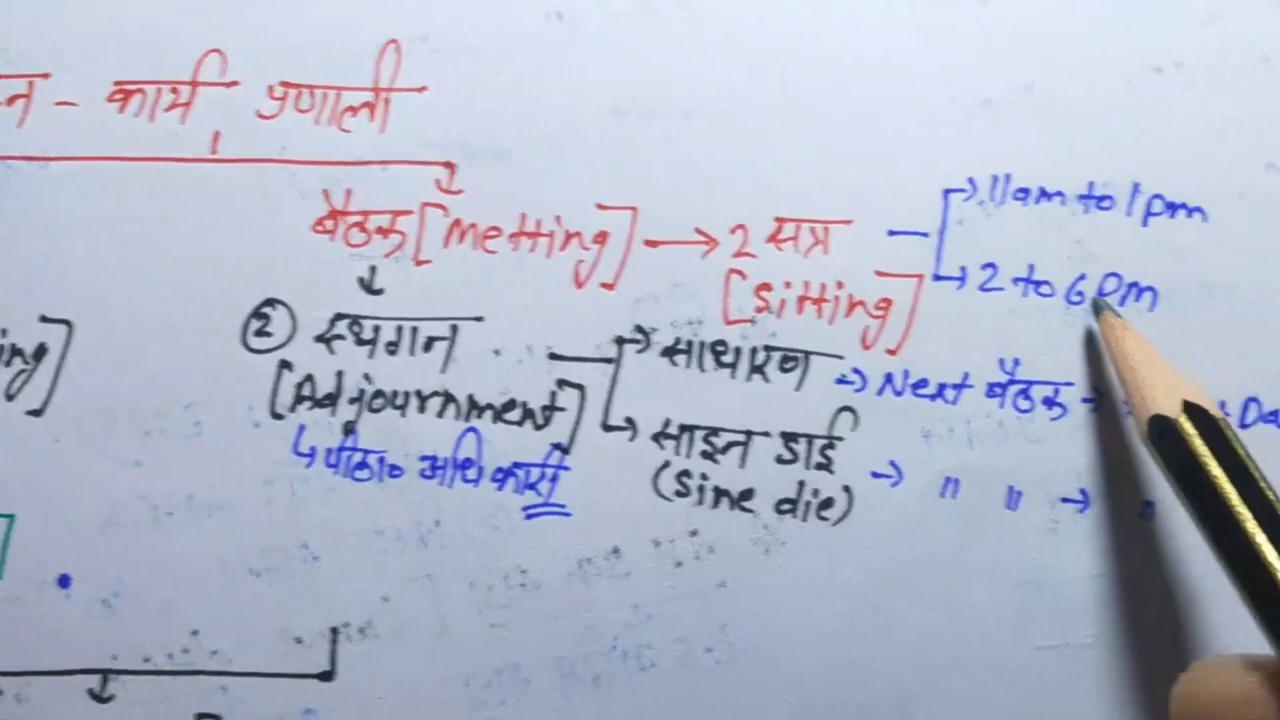 न - कार्य प्रणाली
बैठक [metting] → 2 सत्र
[Sitting]
→ 11am to 1pm
→ 2 to 6pm
② स्थगन
[Adjournment]
↳ पीठा० अधिकारी
→ साधारण ⇒ Next बैठक →
→ साइन डाई
(Sine die) → " " → "
ing]